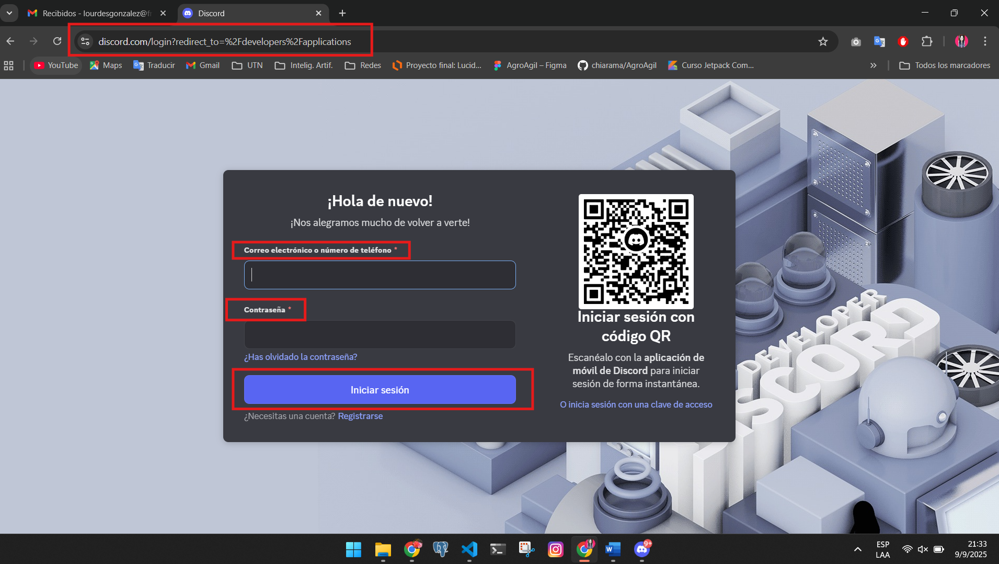 Recibidos - lourdesgonzalez@f
Discord
discord.com/login?redirect_to=%2Fdevelopers%2Fapplications
YouTube
Maps
Traducir
Gmail
UTN
Intelig. Artif.
Redes
Proyecto final: Lucid...
AgroAgil – Figma
chiarama/AgroAgil
Curso Jetpack Com...
Todos los marcadores
¡Hola de nuevo!
¡Nos alegramos mucho de volver a verte!
Correo electrónico o número de teléfono *
Contraseña *
¿Has olvidado la contraseña?
Iniciar sesión
¿Necesitas una cuenta? Registrarse
Iniciar sesión con
código QR
Escanéalo con la aplicación de
móvil de Discord para iniciar
sesión de forma instantánea.
O inicia sesión con una clave de acceso
DEVELOPER
DISCORD
9+
ESP
LAA
21:33
9/9/2025